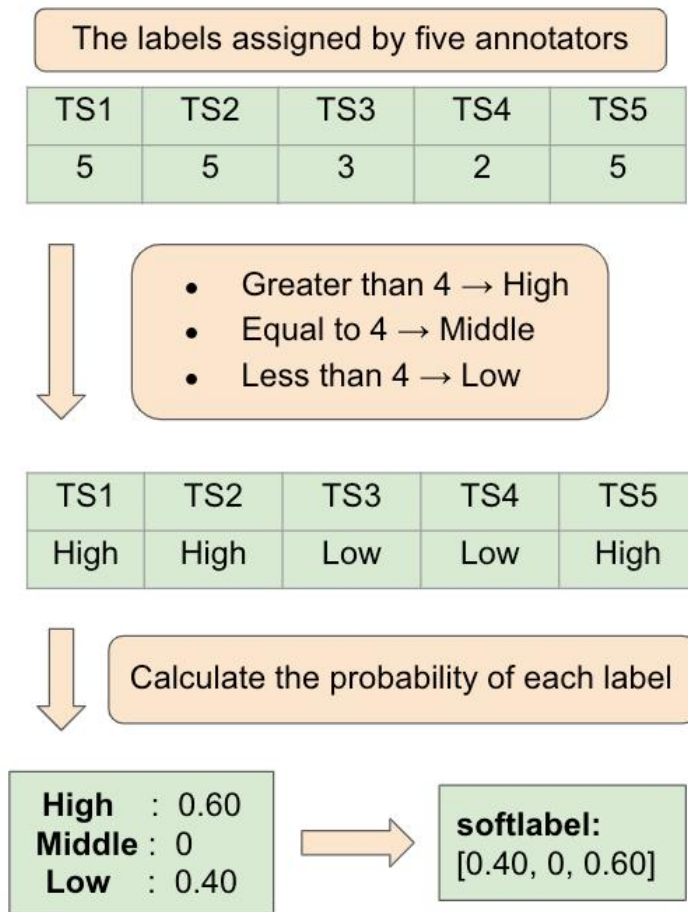 The labels assigned by five annotators
TS1 TS2 TS3 TS4 TS5
5 5 3 2 5
● Greater than 4 → High
● Equal to 4 → Middle
● Less than 4 → Low
TS1 TS2 TS3 TS4 TS5
High High Low Low High
Calculate the probability of each label
High : 0.60
Middle : 0
Low : 0.40
softlabel:
[0.40, 0, 0.60]